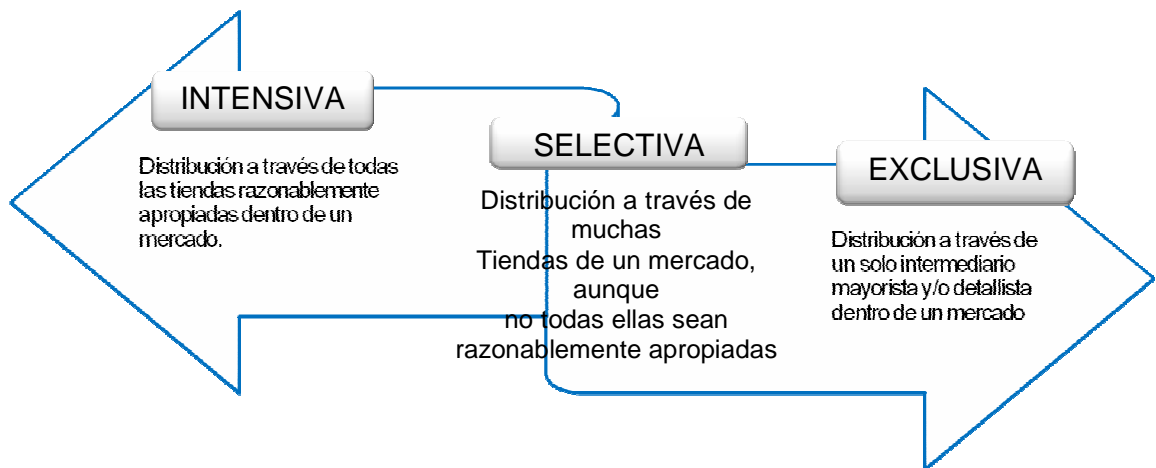 INTENSIVA
Distribución a través de todas
las tiendas razonablemente
apropiadas dentro de un
mercado.
SELECTIVA
Distribución a través de
muchas
Tiendas de un mercado,
aunque
no todas ellas sean
razonablemente apropiadas
EXCLUSIVA
Distribución a través de
un solo intermediario
mayorista y/o detallista
dentro de un mercado